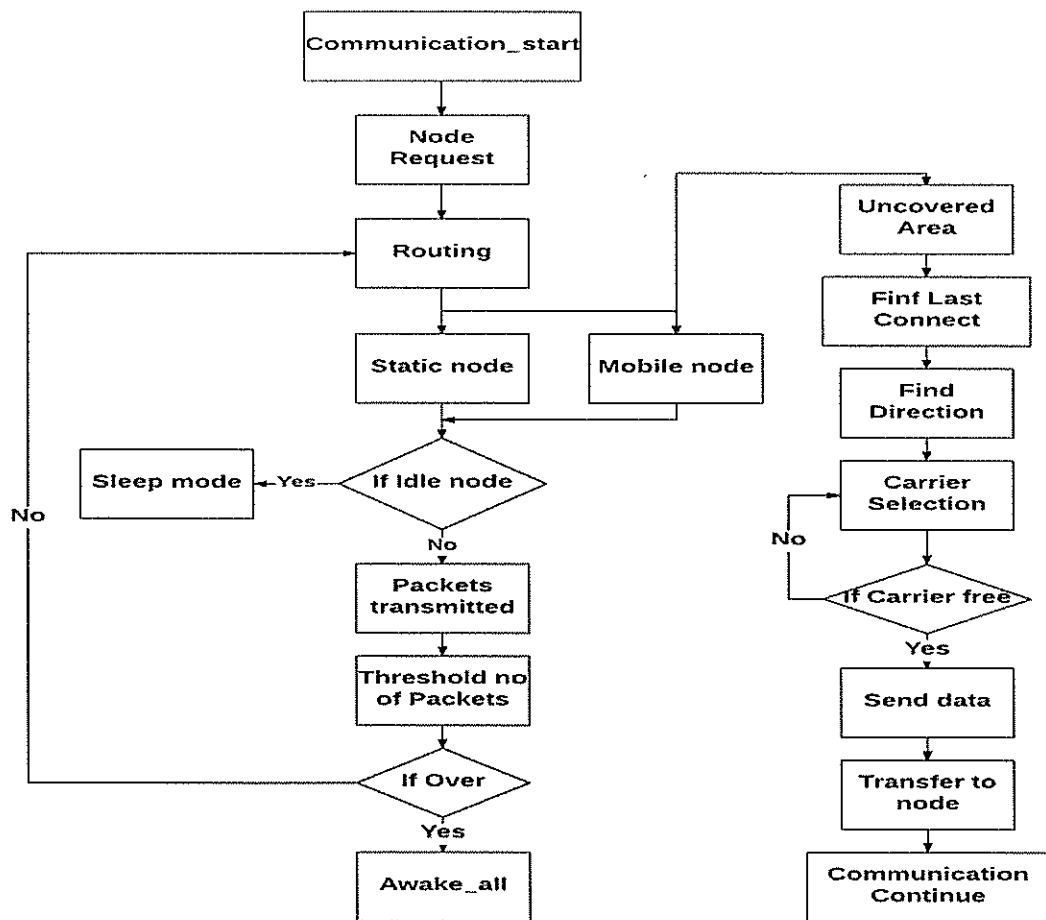 Communication_start
Node
Request
Routing
Static node
Mobile node
If Idle node
Yes
Sleep mode
No
Packets
transmitted
Threshold no
of Packets
If Over
No
Yes
Awake_all
Uncovered
Area
Finf Last
Connect
Find
Direction
Carrier
Selection
If Carrier free
No
Yes
Send data
Transfer to
node
Communication
Continue